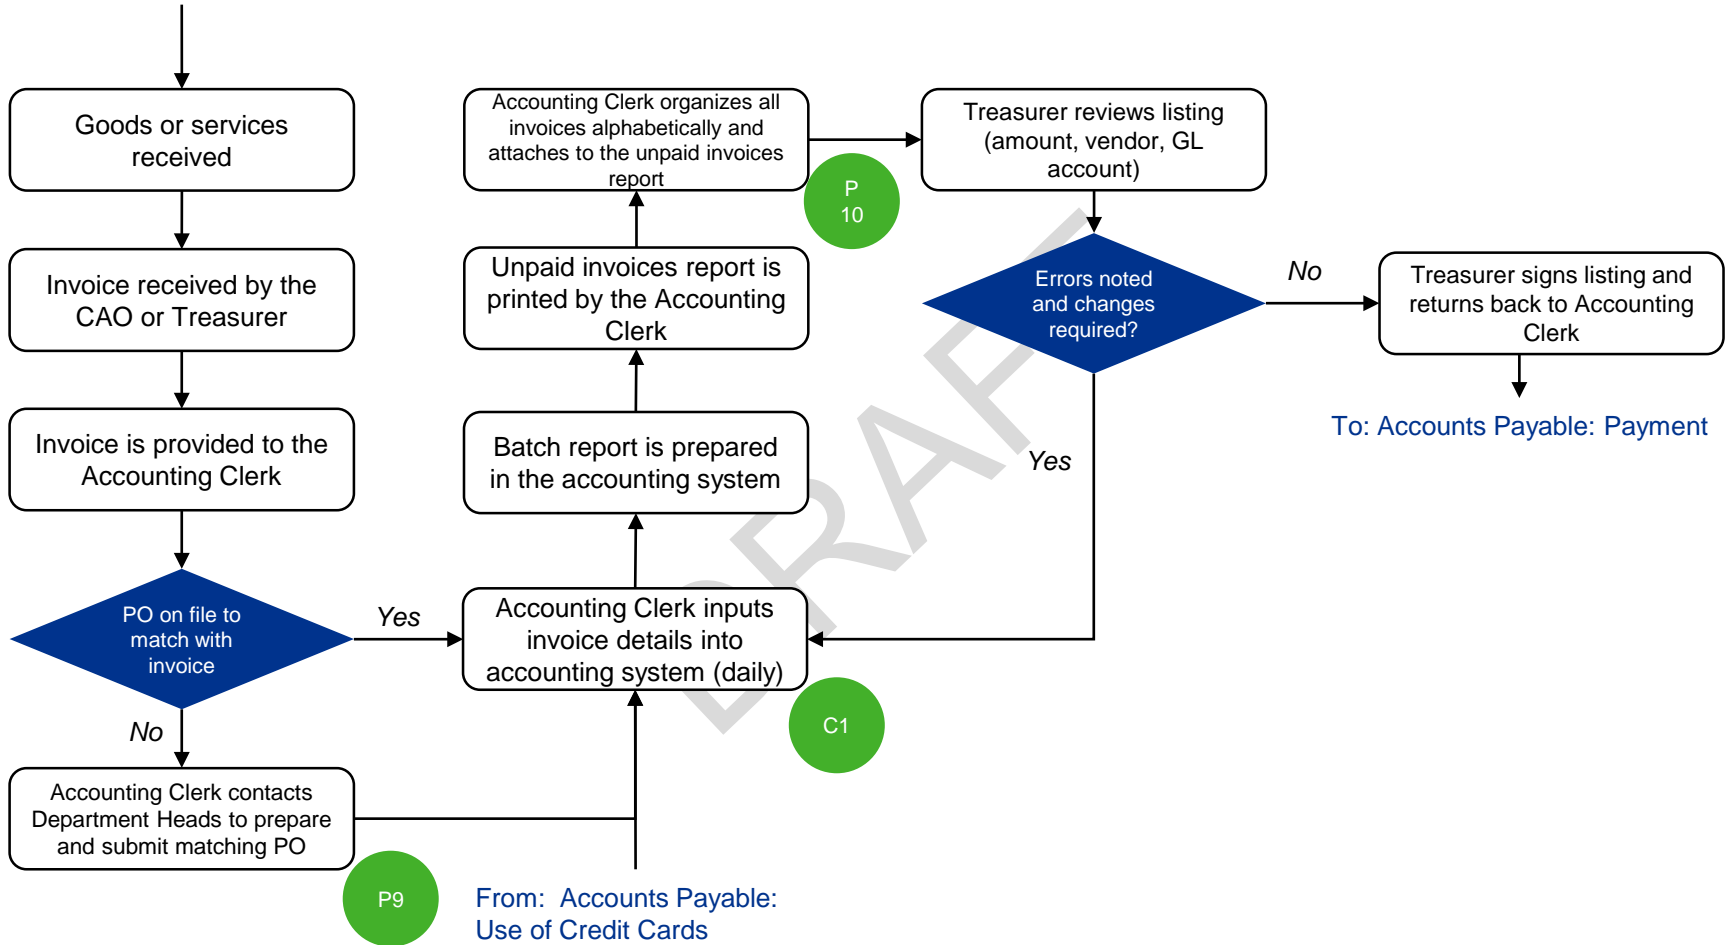 Goods or services
received
Invoice received by the
CAO or Treasurer
Invoice is provided to the
Accounting Clerk
PO on file to
match with
invoice
Yes
No
Accounting Clerk contacts
Department Heads to prepare
and submit matching PO
P9
From:  Accounts Payable:
Use of Credit Cards
Accounting Clerk inputs
invoice details into
accounting system (daily)
C1
Batch report is prepared
in the accounting system
Unpaid invoices report is
printed by the Accounting
Clerk
Accounting Clerk organizes all
invoices alphabetically and
attaches to the unpaid invoices
report
P
10
Treasurer reviews listing
(amount, vendor, GL
account)
Errors noted
and changes
required?
Yes
No
Treasurer signs listing and
returns back to Accounting
Clerk
To: Accounts Payable: Payment
DRAFT